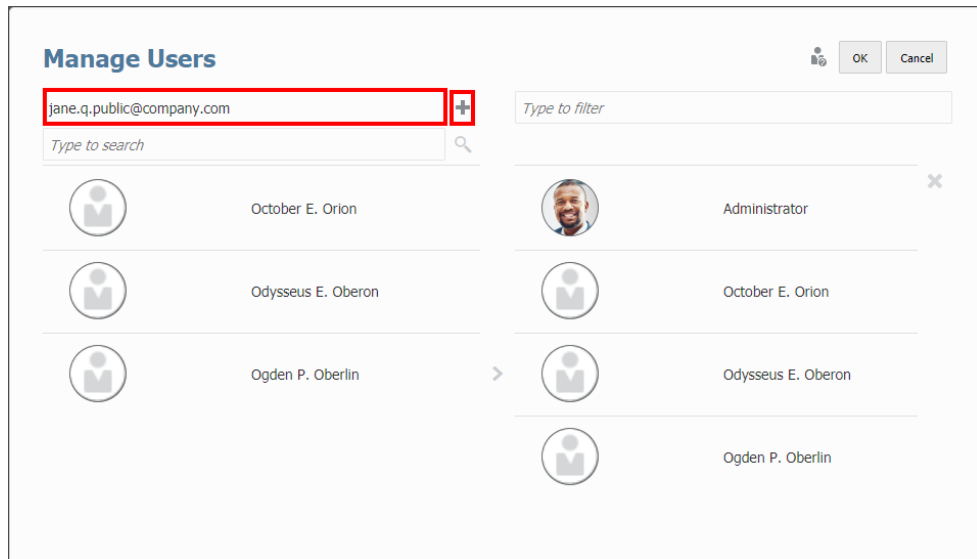 Manage Users
OK
Cancel
jane.q.public@company.com
Type to filter
Type to search
October E. Orion
Administrator
Odysseus E. Oberon
October E. Orion
Ogden P. Oberlin
Odysseus E. Oberon
Ogden P. Oberlin